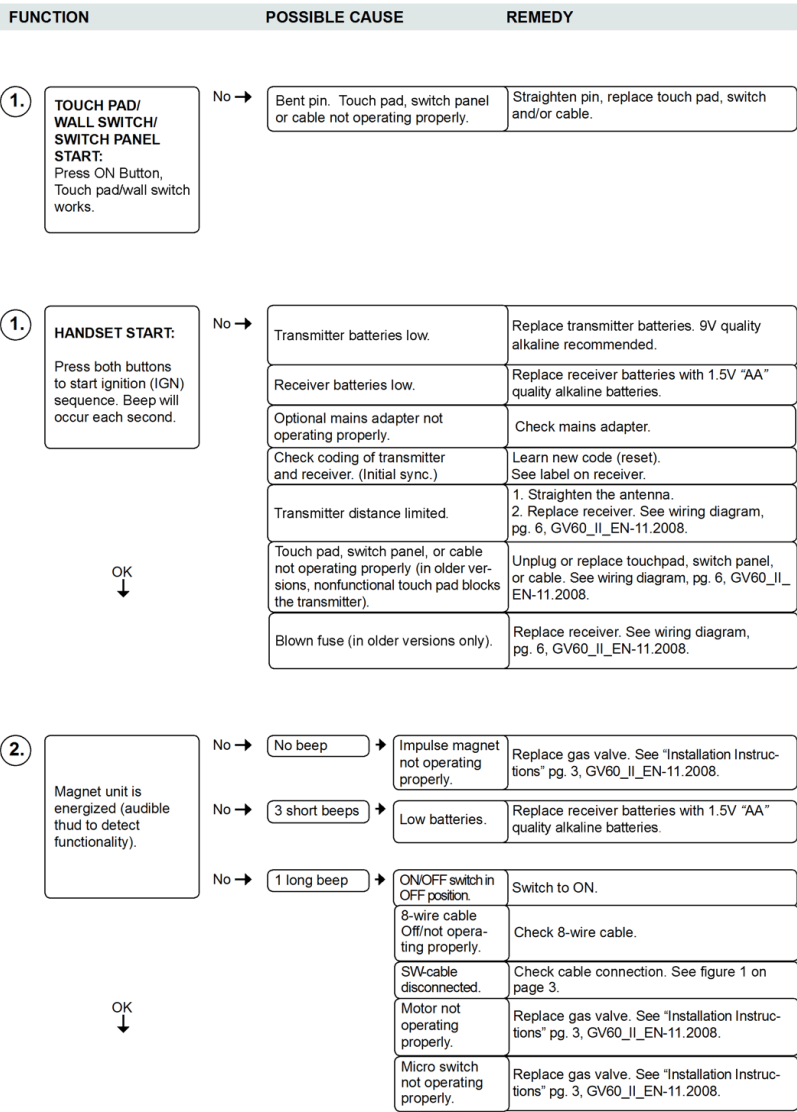 FUNCTION POSSIBLE CAUSE REMEDY
1.
TOUCH PAD/
WALL SWITCH/
SWITCH PANEL
START:
Press ON Button,
Touch pad/wall switch
works.
No
Bent pin. Touch pad, switch panel
or cable not operating properly.
Straighten pin, replace touch pad, switch
and/or cable.
1.
HANDSET START:
Press both buttons
to start ignition (IGN)
sequence. Beep will
occur each second.
No
Transmitter batteries low.
Replace transmitter batteries. 9V quality
alkaline recommended.
Receiver batteries low.
Replace receiver batteries with 1.5V “AA”
quality alkaline batteries.
Optional mains adapter not
operating properly.
Check mains adapter.
Check coding of transmitter
and receiver. (Initial sync.)
Learn new code (reset).
See label on receiver.
Transmitter distance limited.
1. Straighten the antenna.
2. Replace receiver. See wiring diagram,
pg. 6, GV60_II_EN-11.2008.
Touch pad, switch panel, or cable
not operating properly (in older ver-
sions, nonfunctional touch pad blocks
the transmitter).
Unplug or replace touchpad, switch panel,
or cable. See wiring diagram, pg. 6, GV60_II_
EN-11.2008.
Blown fuse (in older versions only).
Replace receiver. See wiring diagram,
pg. 6, GV60_II_EN-11.2008.
OK
2.
Magnet unit is
energized (audible
thud to detect
functionality).
No
No beep
Impulse magnet
not operating
properly.
Replace gas valve. See “Installation Instruc-
tions” pg. 3, GV60_II_EN-11.2008.
No
3 short beeps
Low batteries.
Replace receiver batteries with 1.5V “AA”
quality alkaline batteries.
No
1 long beep
ON/OFF switch in
OFF position.
Switch to ON.
8-wire cable
Off/not opera-
ting properly.
Check 8-wire cable.
SW-cable
disconnected.
Check cable connection. See figure 1 on
page 3.
Motor not
operating
properly.
Replace gas valve. See “Installation Instruc-
tions” pg. 3, GV60_II_EN-11.2008.
Micro switch
not operating
properly.
Replace gas valve. See “Installation Instruc-
tions” pg. 3, GV60_II_EN-11.2008.
OK